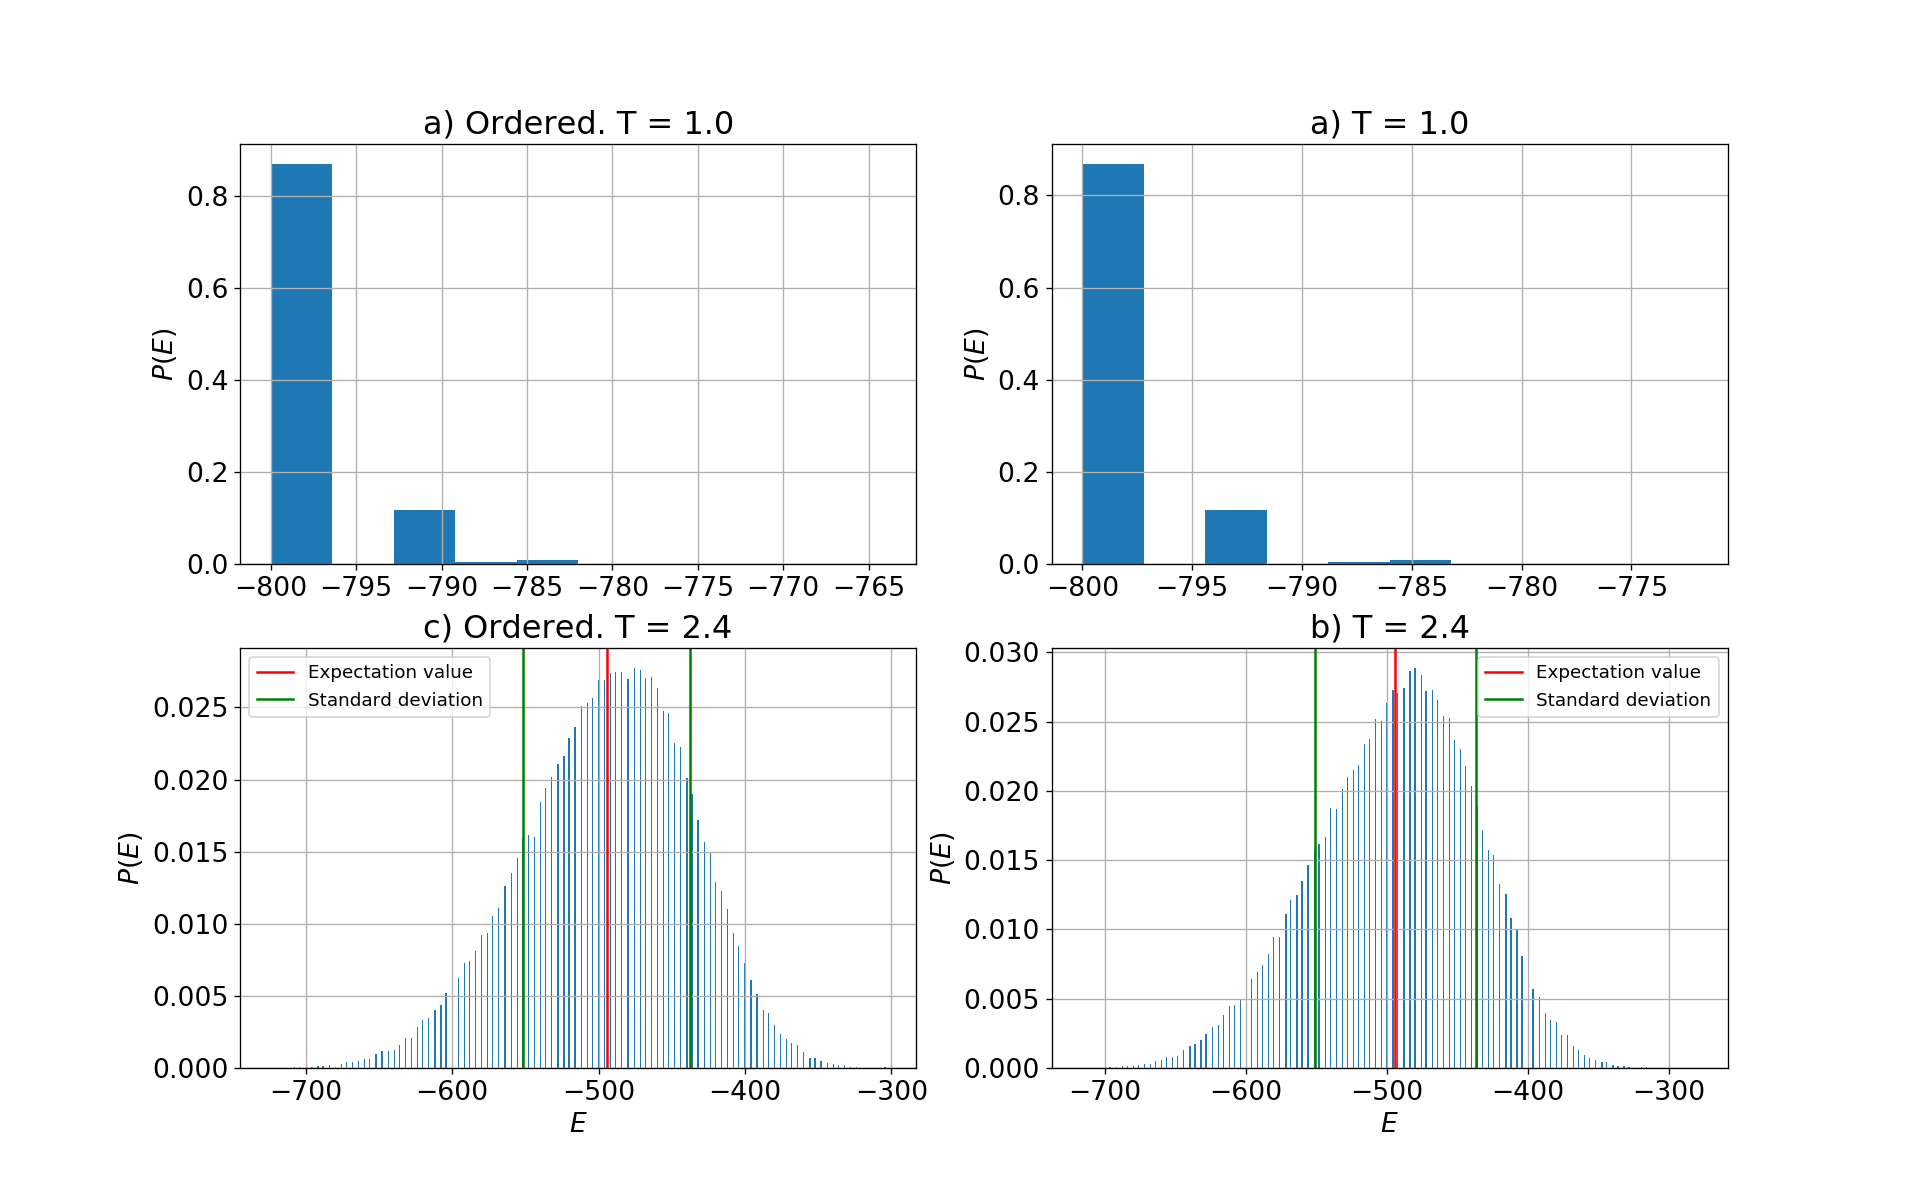 a) Ordered. T = 1.0
P(E)
0.8
0.6
0.4
0.2
0.0
−800 −795 −790 −785 −780 −775 −770 −765
a) T = 1.0
P(E)
0.8
0.6
0.4
0.2
0.0
−800 −795 −790 −785 −780 −775
c) Ordered. T = 2.4
Expectation value
Standard deviation
P(E)
0.025
0.020
0.015
0.010
0.005
0.000
−700 −600 −500 −400 −300
E
b) T = 2.4
Expectation value
Standard deviation
P(E)
0.030
0.025
0.020
0.015
0.010
0.005
0.000
−700 −600 −500 −400 −300
E